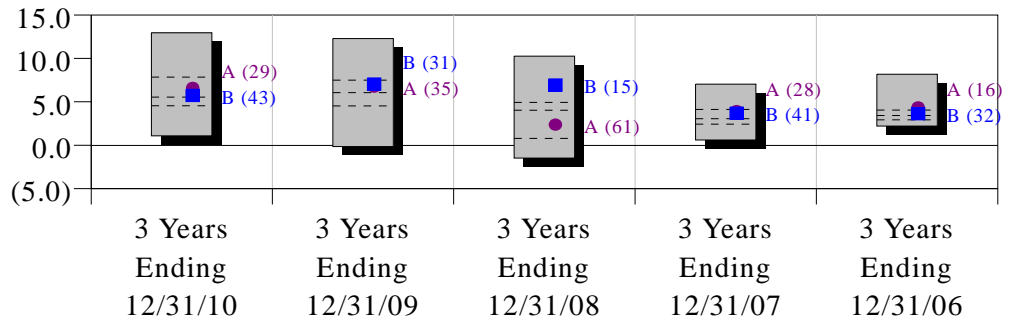 15.0
10.0
5.0
0.0
(5.0)
A (29)
B (43)
B (31)
A (35)
B (15)
A (61)
A (28)
B (41)
A (16)
B (32)
3 Years Ending 12/31/10
3 Years Ending 12/31/09
3 Years Ending 12/31/08
3 Years Ending 12/31/07
3 Years Ending 12/31/06